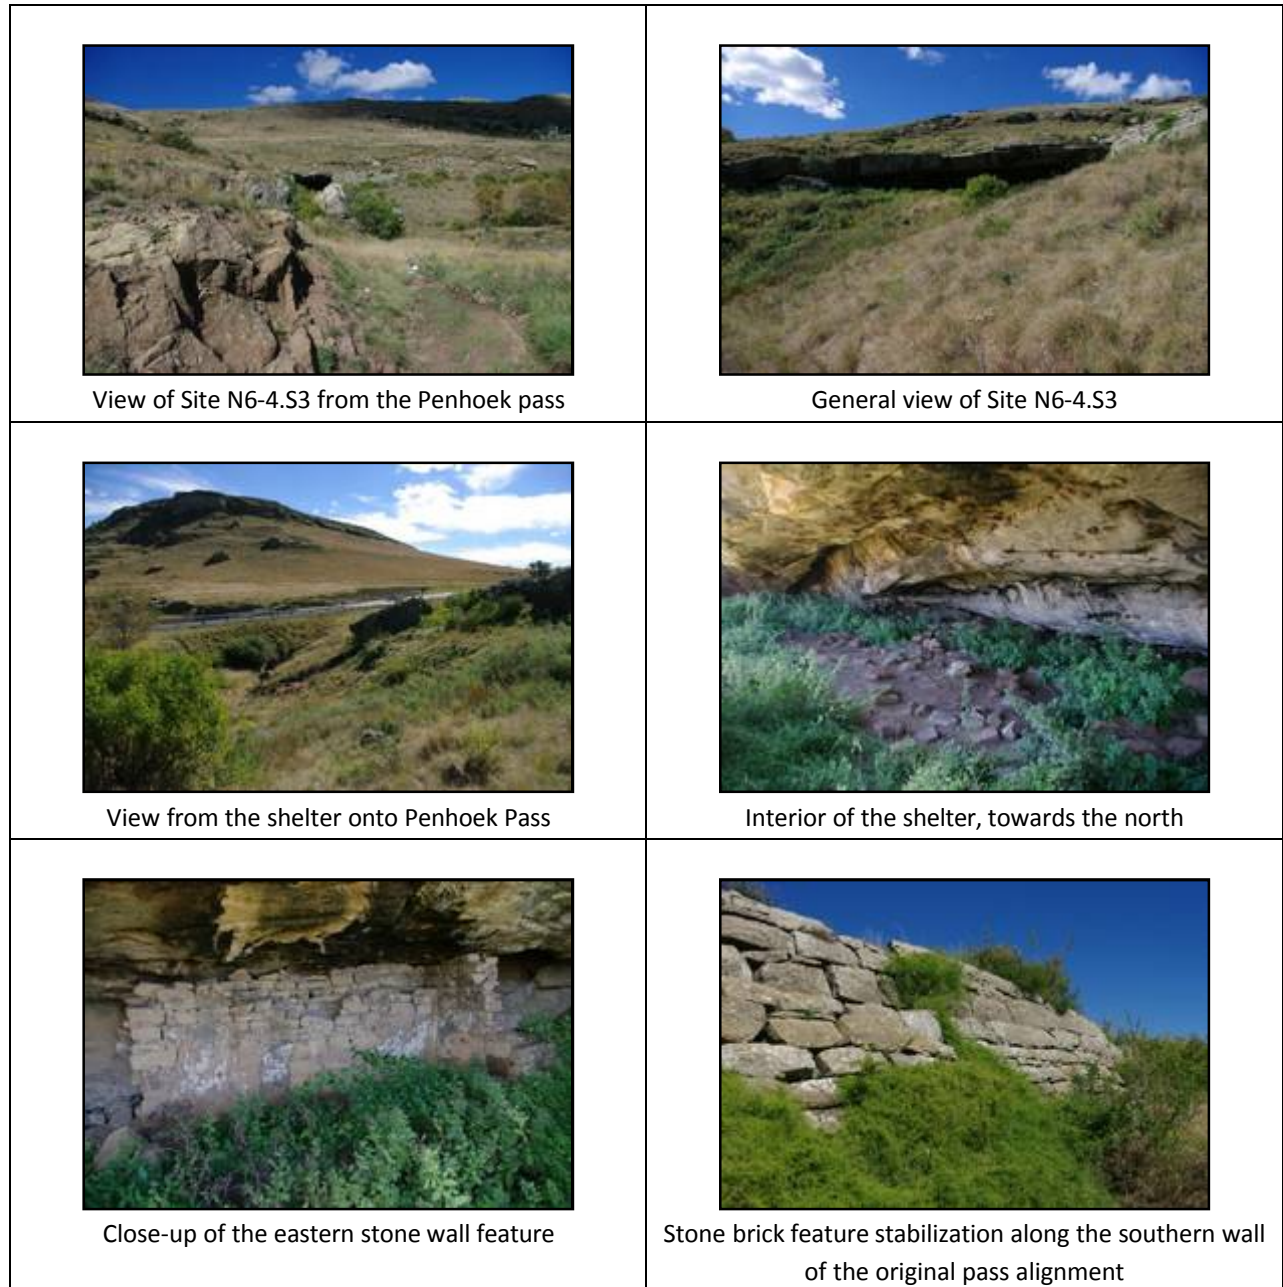 View of Site N6-4.S3 from the Penhoek pass
General view of Site N6-4.S3
View from the shelter onto Penhoek Pass
Interior of the shelter, towards the north
Close-up of the eastern stone wall feature
Stone brick feature stabilization along the southern wall
of the original pass alignment